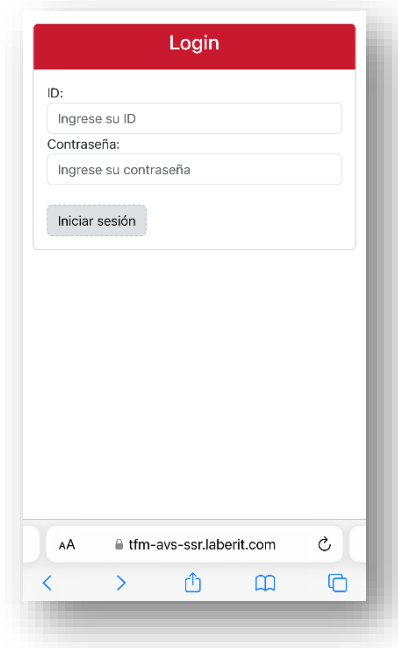 Login
ID:
Ingrese su ID
Contraseña:
Ingrese su contraseña
Iniciar sesión
AA tfm-avs-ssr.laberit.com